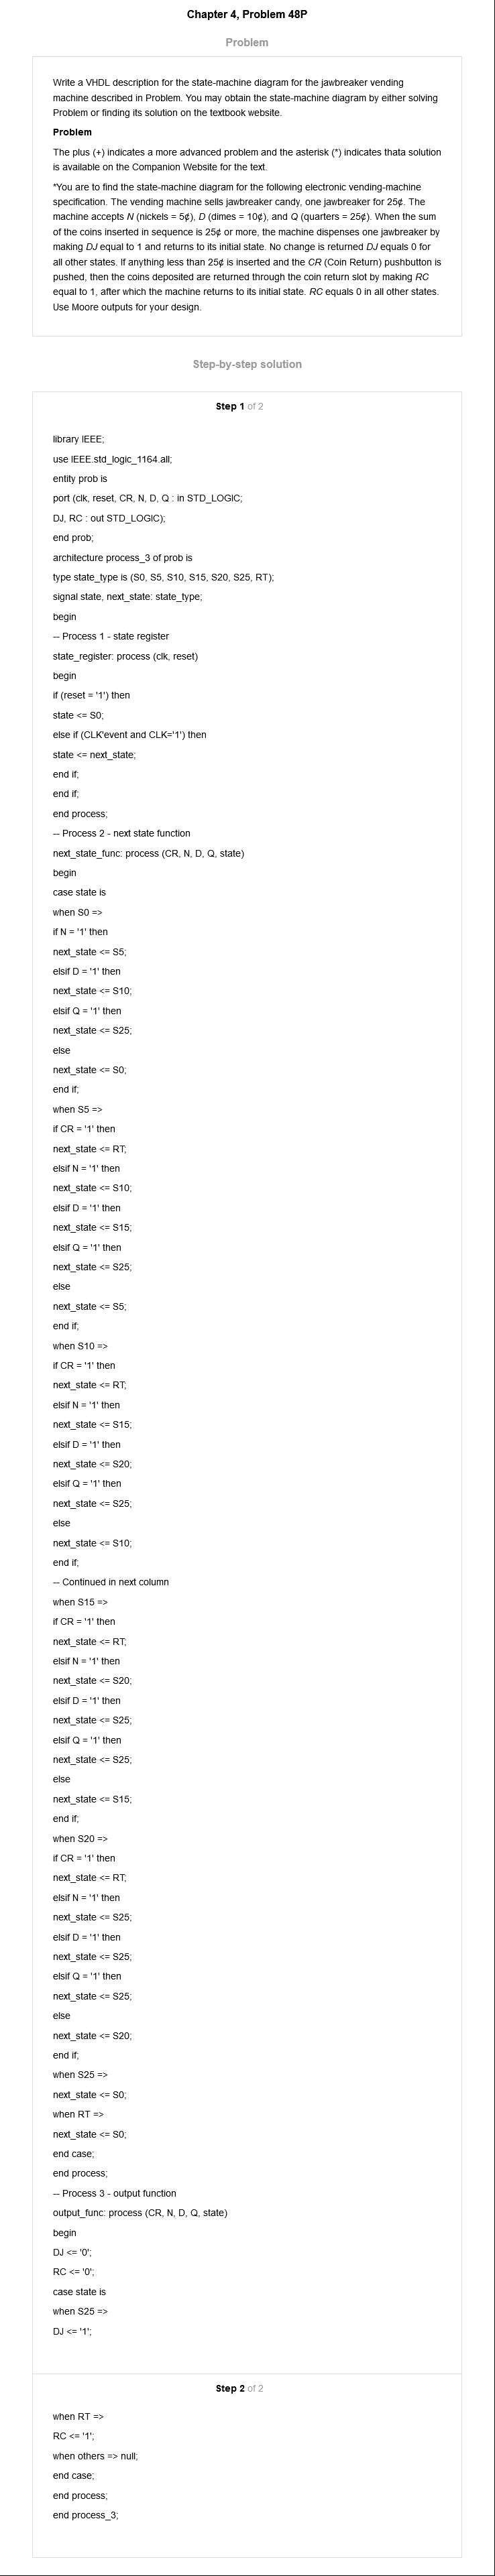 Chapter 4, Problem 48P
Problem
Write a VHDL description for the state-machine diagram for the jawbreaker vending
machine described in Problem. You may obtain the state-machine diagram by either solving
Problem or finding its solution on the textbook website.
Problem
The plus (+) indicates a more advanced problem and the asterisk (*) indicates thata solution
is available on the Companion Website for the text.
*You are to find the state-machine diagram for the following electronic vending-machine
specification. The vending machine sells jawbreaker candy, one jawbreaker for 25¢. The
machine accepts N (nickels = 5¢), D (dimes = 10¢), and Q (quarters = 25¢). When the sum
of the coins inserted in sequence is 25¢ or more, the machine dispenses one jawbreaker by
making DJ equal to 1 and returns to its initial state. No change is returned DJ equals 0 for
all other states. If anything less than 25¢ is inserted and the CR (Coin Return) pushbutton is
pushed, then the coins deposited are returned through the coin return slot by making RC
equal to 1, after which the machine returns to its initial state. RC equals 0 in all other states.
Use Moore outputs for your design.
Step-by-step solution
Step 1 of 2
library IEEE;
use IEEE.std_logic_1164.all;
entity prob is
port (clk, reset, CR, N, D, Q : in STD_LOGIC;
DJ, RC : out STD_LOGIC);
end prob;
architecture process_3 of prob is
type state_type is (S0, S5, S10, S15, S20, S25, RT);
signal state, next_state: state_type;
begin
-- Process 1 - state register
state_register: process (clk, reset)
begin
if (reset = '1') then
state <= S0;
else if (CLK'event and CLK='1') then
state <= next_state;
end if;
end if;
end process;
-- Process 2 - next state function
next_state_func: process (CR, N, D, Q, state)
begin
case state is
when S0 =>
if N = '1' then
next_state <= S5;
elsif D = '1' then
next_state <= S10;
elsif Q = '1' then
next_state <= S25;
else
next_state <= S0;
end if;
when S5 =>
if CR = '1' then
next_state <= RT;
elsif N = '1' then
next_state <= S10;
elsif D = '1' then
next_state <= S15;
elsif Q = '1' then
next_state <= S25;
else
next_state <= S5;
end if;
when S10 =>
if CR = '1' then
next_state <= RT;
elsif N = '1' then
next_state <= S15;
elsif D = '1' then
next_state <= S20;
elsif Q = '1' then
next_state <= S25;
else
next_state <= S10;
end if;
-- Continued in next column
when S15 =>
if CR = '1' then
next_state <= RT;
elsif N = '1' then
next_state <= S20;
elsif D = '1' then
next_state <= S25;
elsif Q = '1' then
next_state <= S25;
else
next_state <= S15;
end if;
when S20 =>
if CR = '1' then
next_state <= RT;
elsif N = '1' then
next_state <= S25;
elsif D = '1' then
next_state <= S25;
elsif Q = '1' then
next_state <= S25;
else
next_state <= S20;
end if;
when S25 =>
next_state <= S0;
when RT =>
next_state <= S0;
end case;
end process;
-- Process 3 - output function
output_func: process (CR, N, D, Q, state)
begin
DJ <= '0';
RC <= '0';
case state is
when S25 =>
DJ <= '1';
Step 2 of 2
when RT =>
RC <= '1';
when others => null;
end case;
end process;
end process_3;